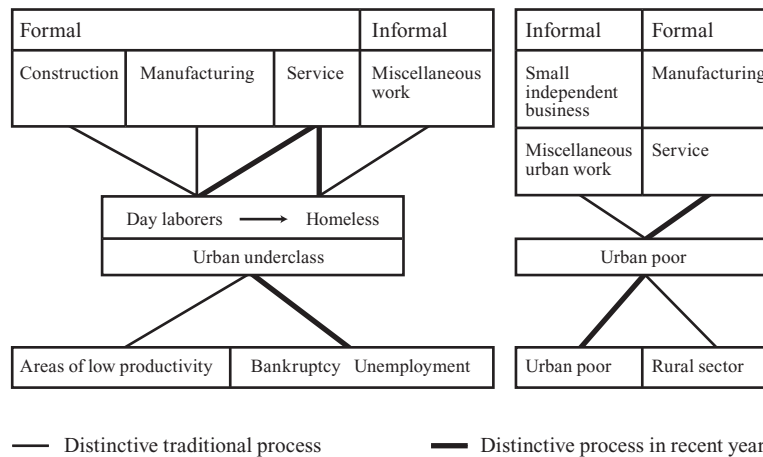 Formal Informal
Construction Manufacturing Service Miscellaneous
work
Day laborers Homeless
Urban underclass
Areas of low productivity Bankruptcy Unemployment
Informal Formal
Small
independent
business
Manufacturing
Miscellaneous
urban work
Service
Urban poor
Urban poor Rural sector
Distinctive traditional process Distinctive process in recent year